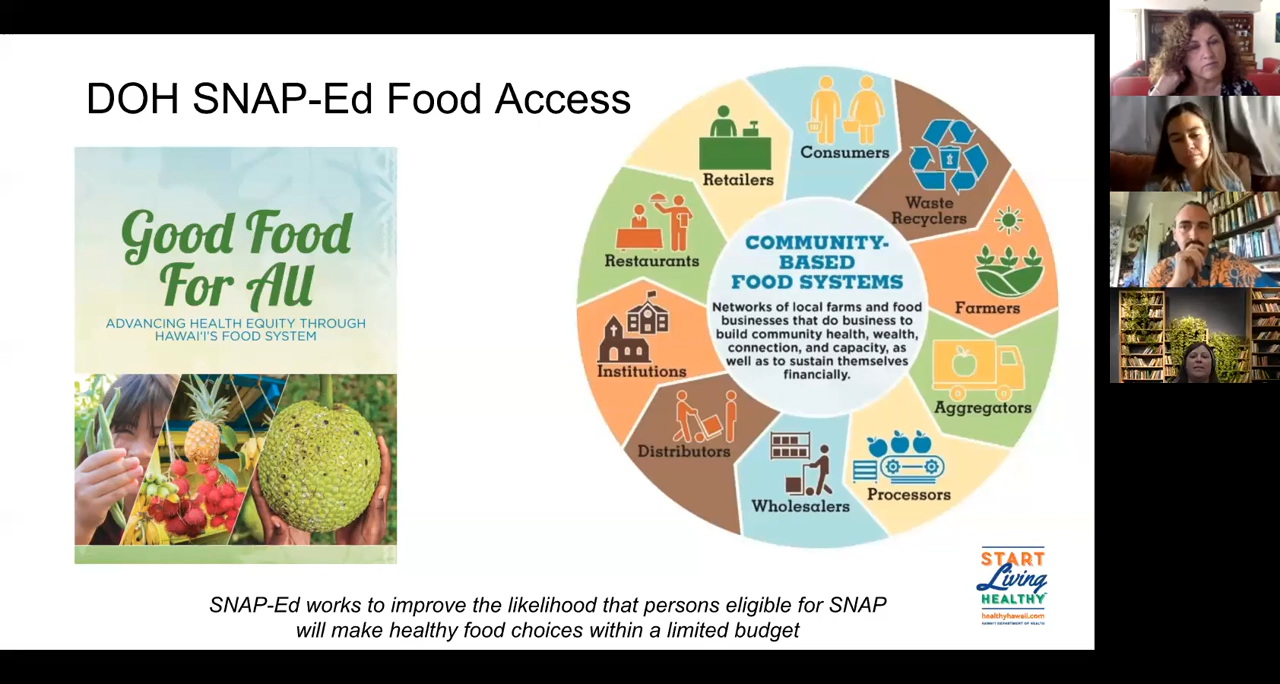 DOH SNAP-Ed Food Access
Good Food
For All
ADVANCING HEALTH EQUITY THROUGH
HAWAI'I'S FOOD SYSTEM
Consumers
Waste
Recyclers
Farmers
Aggregators
Processors
Wholesalers
Distributors
Institutions
Restaurants
Retailers
COMMUNITY-
BASED
FOOD SYSTEMS
Networks of local farms and food
businesses that do business to
build community health, wealth,
connection, and capacity, as
well as to sustain themselves
financially.
START
Living
HEALTHY
healthyhawaii.com
HAWAII DEPARTMENT OF HEALTH
SNAP-Ed works to improve the likelihood that persons eligible for SNAP
will make healthy food choices within a limited budget